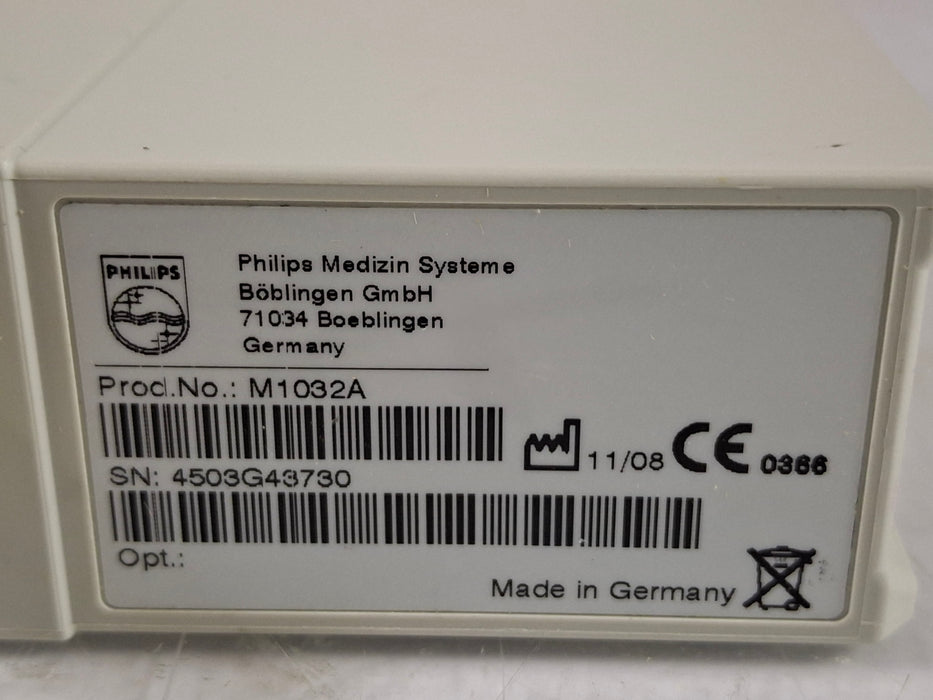 PHILIPS
Philips Medizin Systeme
Böblingen GmbH
71034 Boeblingen
Germany
Prod.No.: M1032A
11/08 CE 0366
SN: 4503G43730
Opt.:
Made in Germany